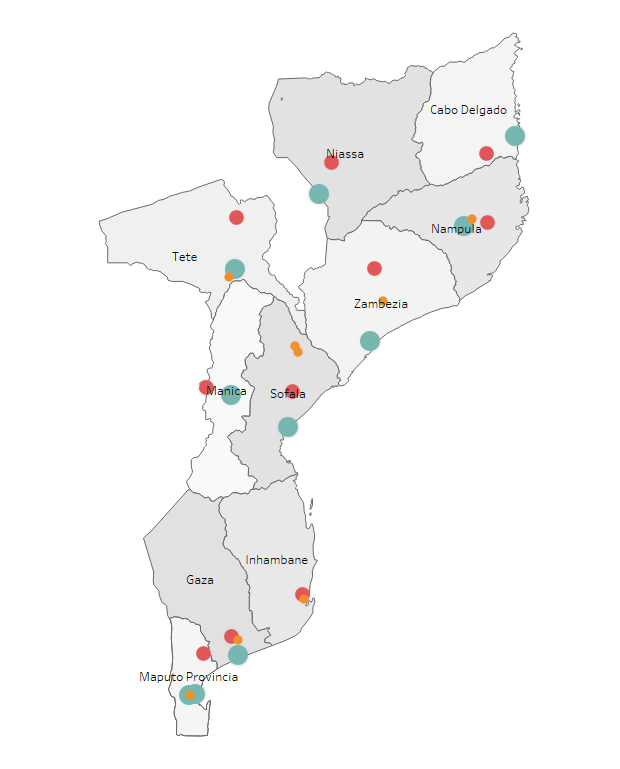 Cabo Delgado
Niassa
Nampula
Tete
Zambezia
Manica
Sofala
Inhambane
Gaza
Maputo Provincia